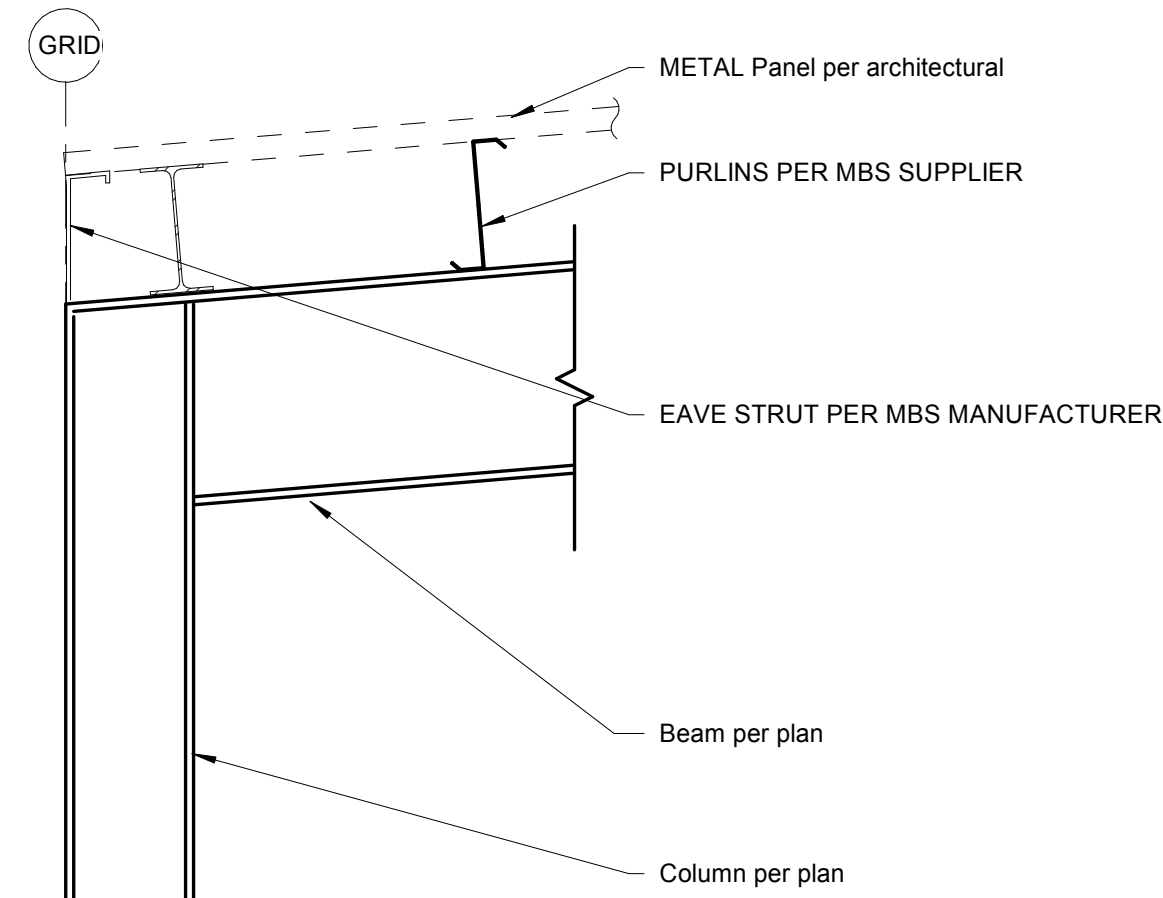 GRID
METAL Panel per architectural
PURLINS PER MBS SUPPLIER
EAVE STRUT PER MBS MANUFACTURER
Beam per plan
Column per plan